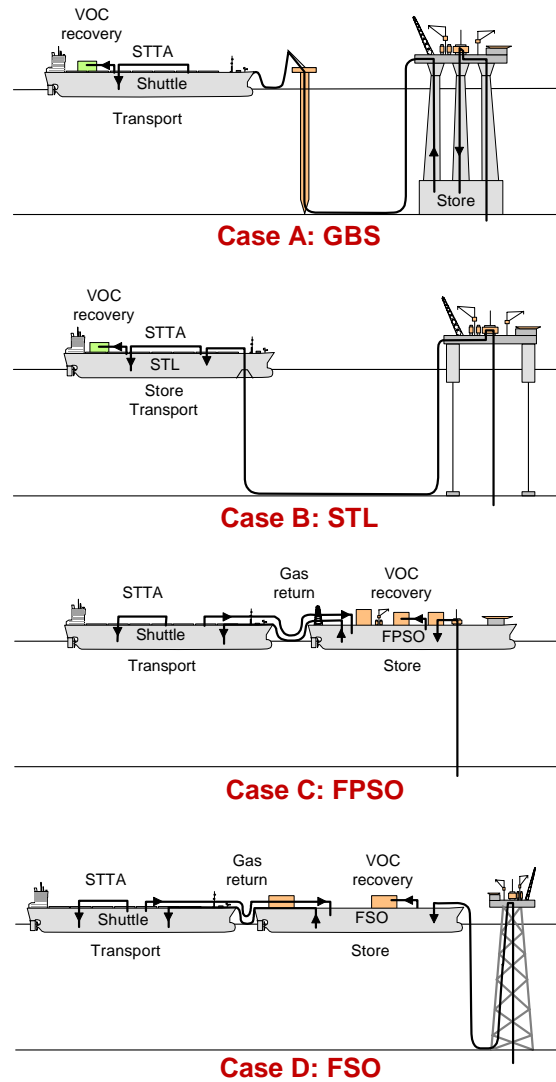 VOC
recovery
STTA
Shuttle
Transport
Store
Case A: GBS
VOC
recovery
STTA
STL
Store
Transport
Case B: STL
STTA
Gas
return
VOC
recovery
Shuttle
FPSO
Transport
Store
Case C: FPSO
STTA
Gas
return
VOC
recovery
Shuttle
FSO
Transport
Store
Case D: FSO